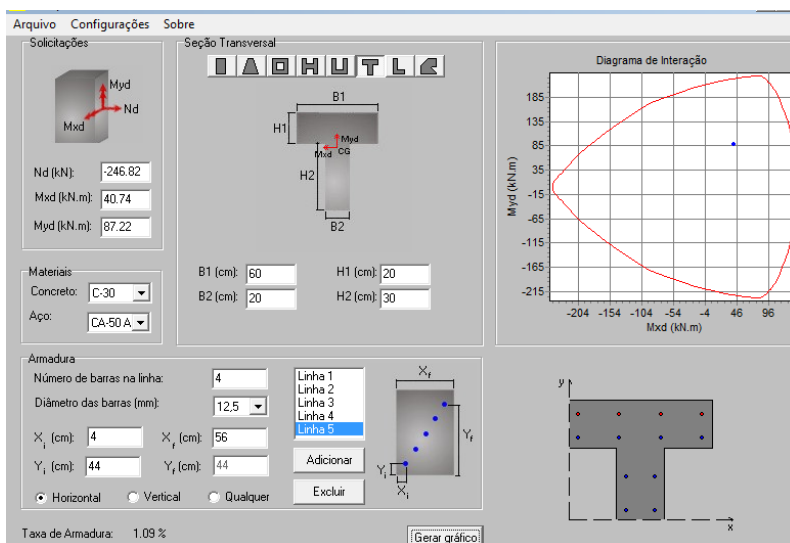 Arquivo Configurações Sobre
Solicitações
Myd
Nd
Mxd
Nd (kN): -246.82
Mxd (kN.m): 40.74
Myd (kN.m): 87.22
Materiais
Concreto: C-30
Aço: CA-50 A
Seção Transversal
B1
H1
Myd
Mxd CG
H2
B2
B1 (cm): 60 H1 (cm): 20
B2 (cm): 20 H2 (cm): 30
Diagrama de Interação
185
135
85
35
-15
-65
-115
-165
-215
Myd (kN.m)
-204 -154 -104 -54 -4 46 96
Mxd (kN.m)
Armadura
Número de barras na linha: 4
Diâmetro das barras (mm): 12,5
Xi (cm): 4 Xf (cm): 56
Yi (cm): 44 Yf (cm): 44
Horizontal Vertical Qualquer
Linha 1
Linha 2
Linha 3
Linha 4
Linha 5
Adicionar
Excluir
Xf
Yf
Yi
Xi
y
x
Taxa de Armadura: 1.09 %
Gerar gráfico